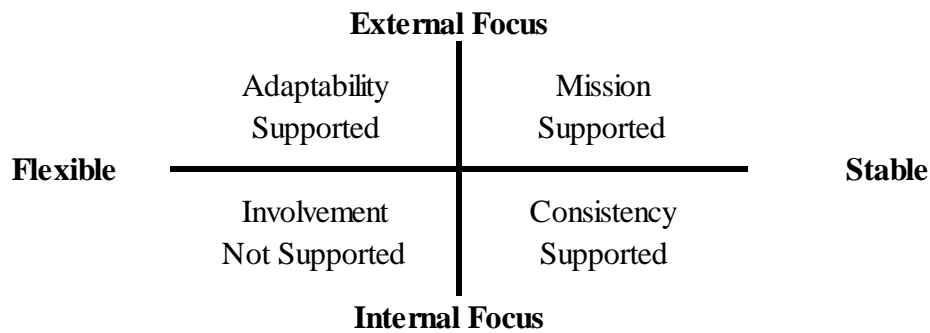 External Focus
Adaptability
Supported
Mission
Supported
Flexible
Stable
Involvement
Not Supported
Consistency
Supported
Internal Focus